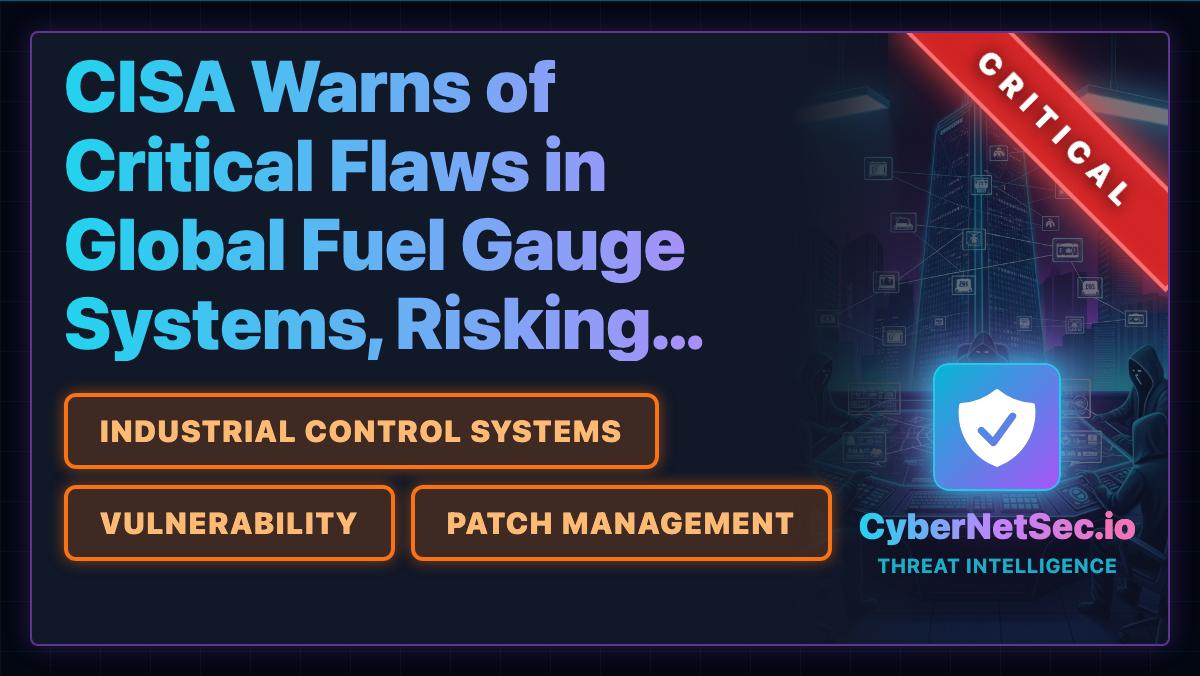 CISA Warns of
Critical Flaws in
Global Fuel Gauge
Systems, Risking...
CRITICAL
INDUSTRIAL CONTROL SYSTEMS
VULNERABILITY
PATCH MANAGEMENT
CyberNetSec.io
THREAT INTELLIGENCE